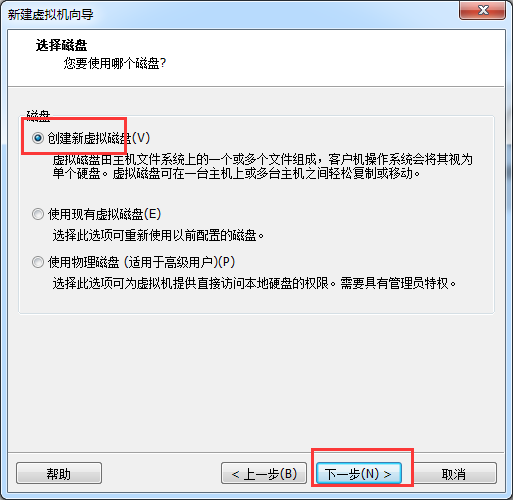 新建虚拟机向导
选择磁盘
您要使用哪个磁盘?
磁盘
创建新虚拟磁盘(V)
虚拟磁盘由主机文件系统上的一个或多个文件组成，客户机操作系统会将其视为
单个硬盘。虚拟磁盘可在一台主机上或多台主机之间轻松复制或移动。
使用现有虚拟磁盘(E)
选择此选项可重新使用以前配置的磁盘。
使用物理磁盘 (适用于高级用户)(P)
选择此选项可为虚拟机提供直接访问本地硬盘的权限。需要具有管理员特权。
帮助
< 上一步(B)
下一步(N) >
取消